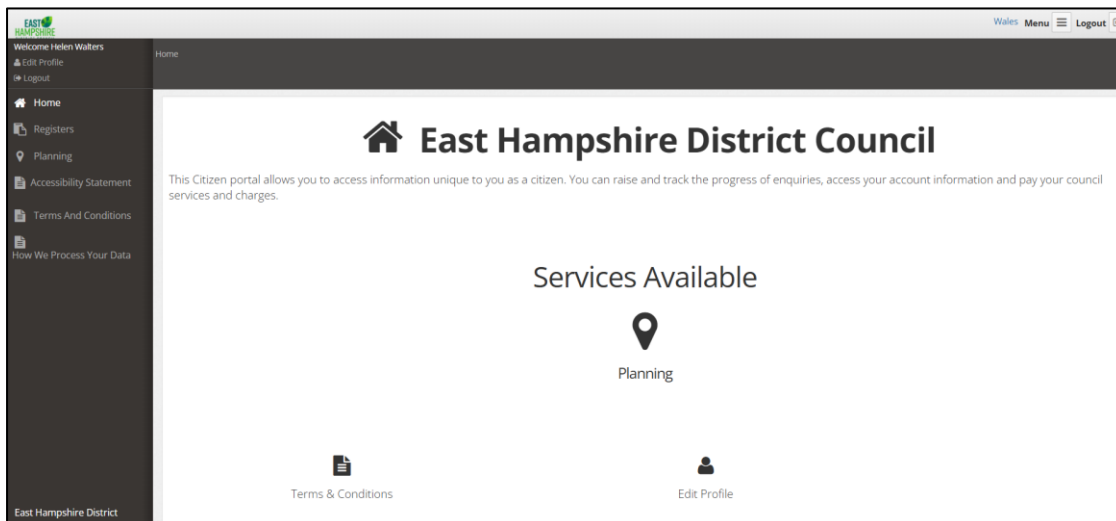 EAST
HAMPSHIRE
Wales Menu Logout
Welcome Helen Walters
Edit Profile
Logout
Home
Home
Registers
Planning
Accessibility Statement
Terms And Conditions
How We Process Your Data
East Hampshire District
East Hampshire District Council
This Citizen portal allows you to access information unique to you as a citizen. You can raise and track the progress of enquiries, access your account information and pay your council
services and charges.
Services Available
Planning
Terms & Conditions
Edit Profile